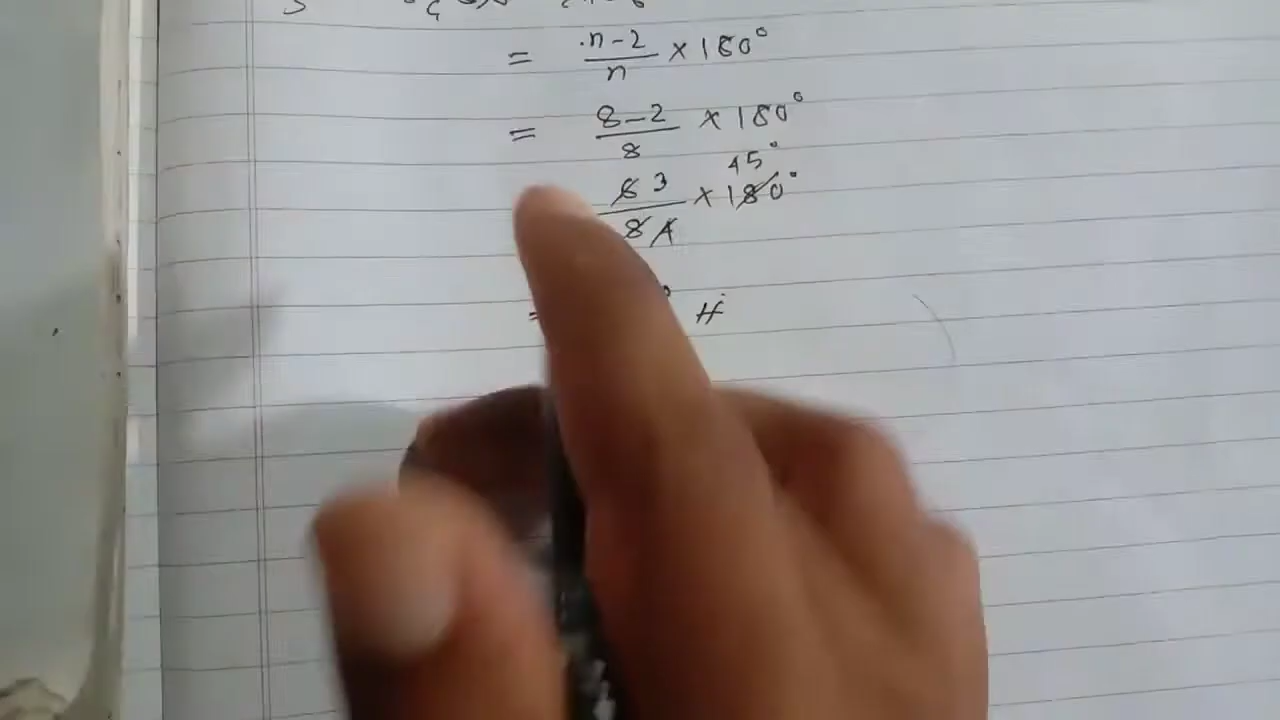 = n-2/n × 180°
= 8-2/8 × 180°
6 3/8 4 × 180° 45°
= #